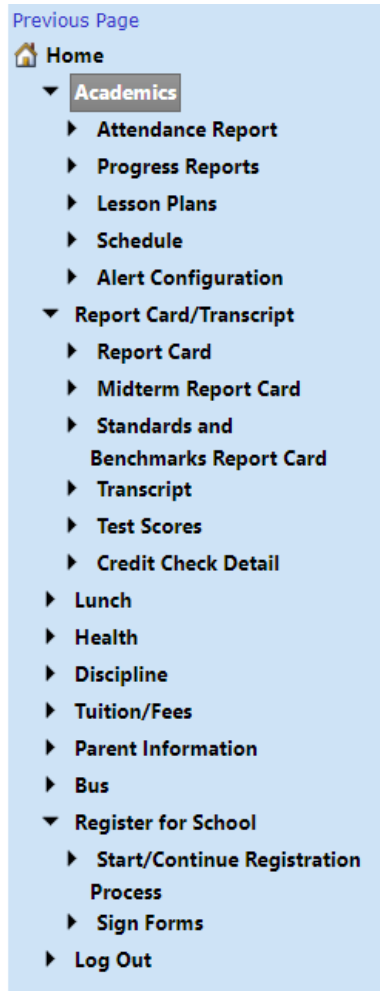 Previous Page
Home
Academics
Attendance Report
Progress Reports
Lesson Plans
Schedule
Alert Configuration
Report Card/Transcript
Report Card
Midterm Report Card
Standards and
Benchmarks Report Card
Transcript
Test Scores
Credit Check Detail
Lunch
Health
Discipline
Tuition/Fees
Parent Information
Bus
Register for School
Start/Continue Registration
Process
Sign Forms
Log Out